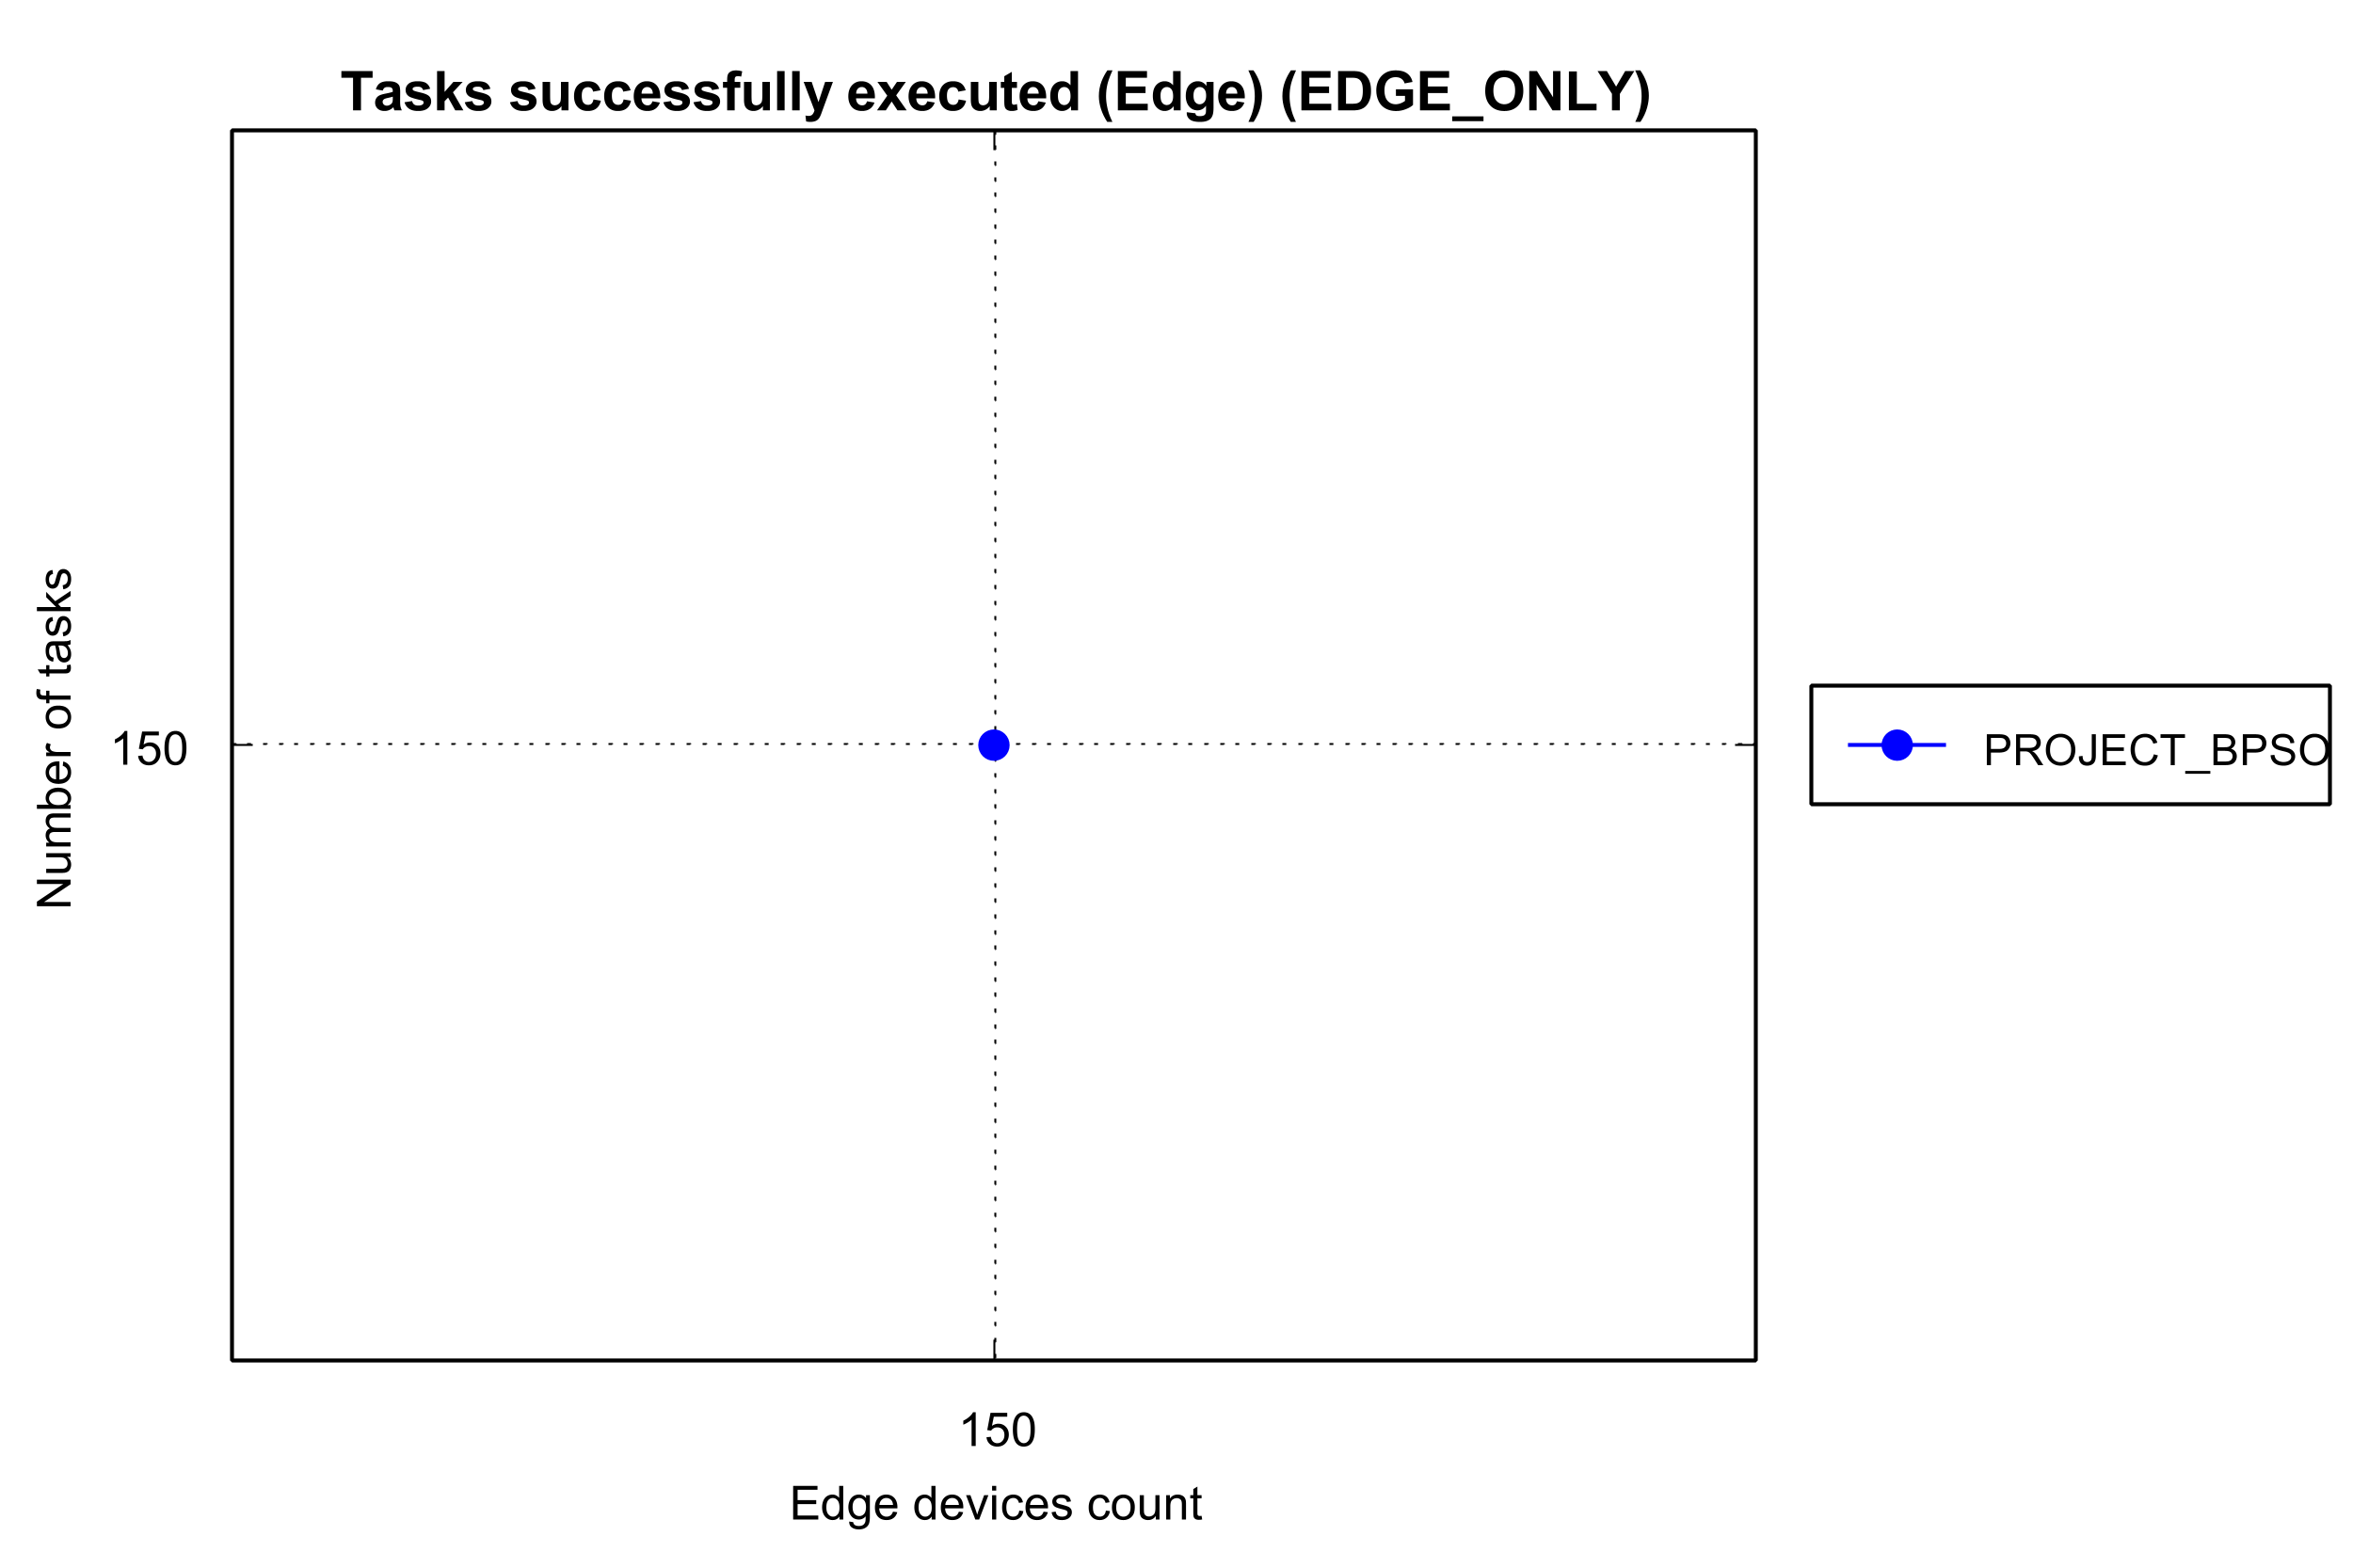 Tasks successfully executed (Edge) (EDGE_ONLY)
Number of tasks
150
PROJECT_BPSO
150
Edge devices count